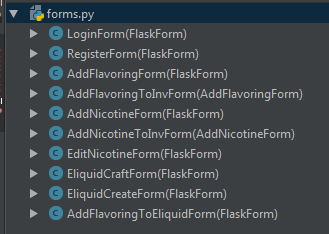 forms.py
C LoginForm(FlaskForm)
C RegisterForm(FlaskForm)
C AddFlavoringForm(FlaskForm)
C AddFlavoringToInvForm(AddFlavoringForm)
C AddNicotineForm(FlaskForm)
C AddNicotineToInvForm(AddNicotineForm)
C EditNicotineForm(FlaskForm)
C EliquidCraftForm(FlaskForm)
C EliquidCreateForm(FlaskForm)
C AddFlavoringToEliquidForm(FlaskForm)